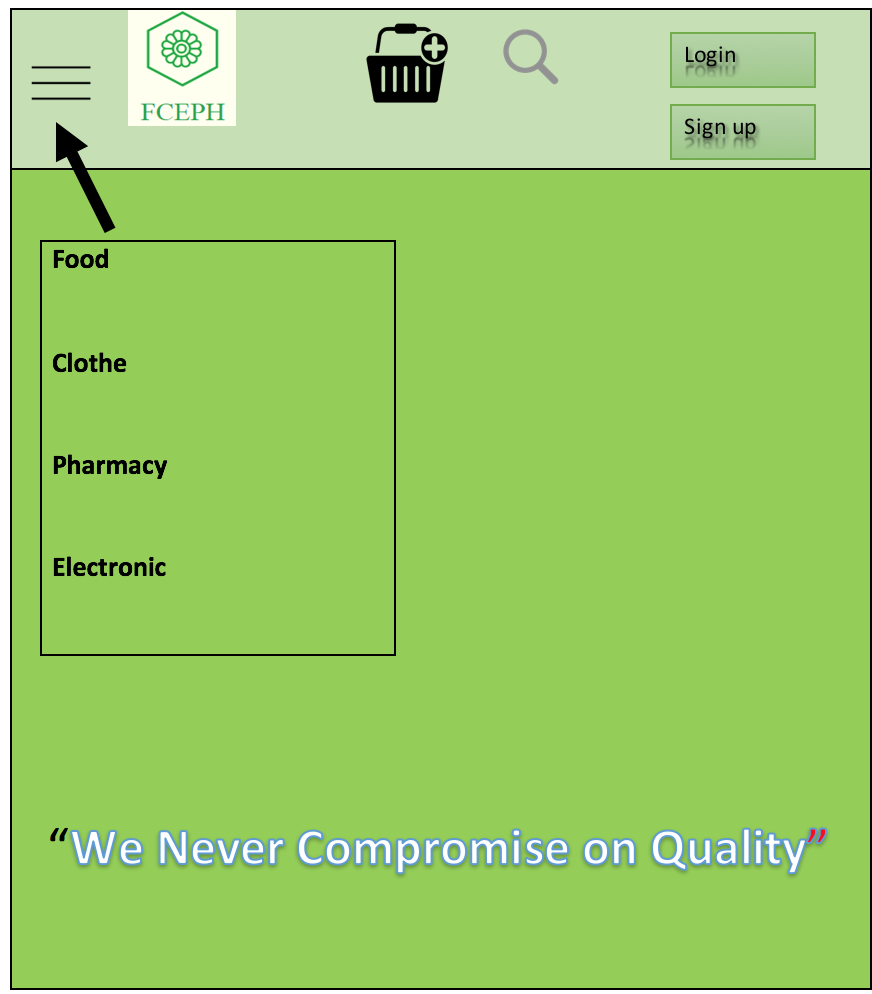 FCEPH
Login
Sign up
Food
Clothe
Pharmacy
Electronic
“We Never Compromise on Quality”